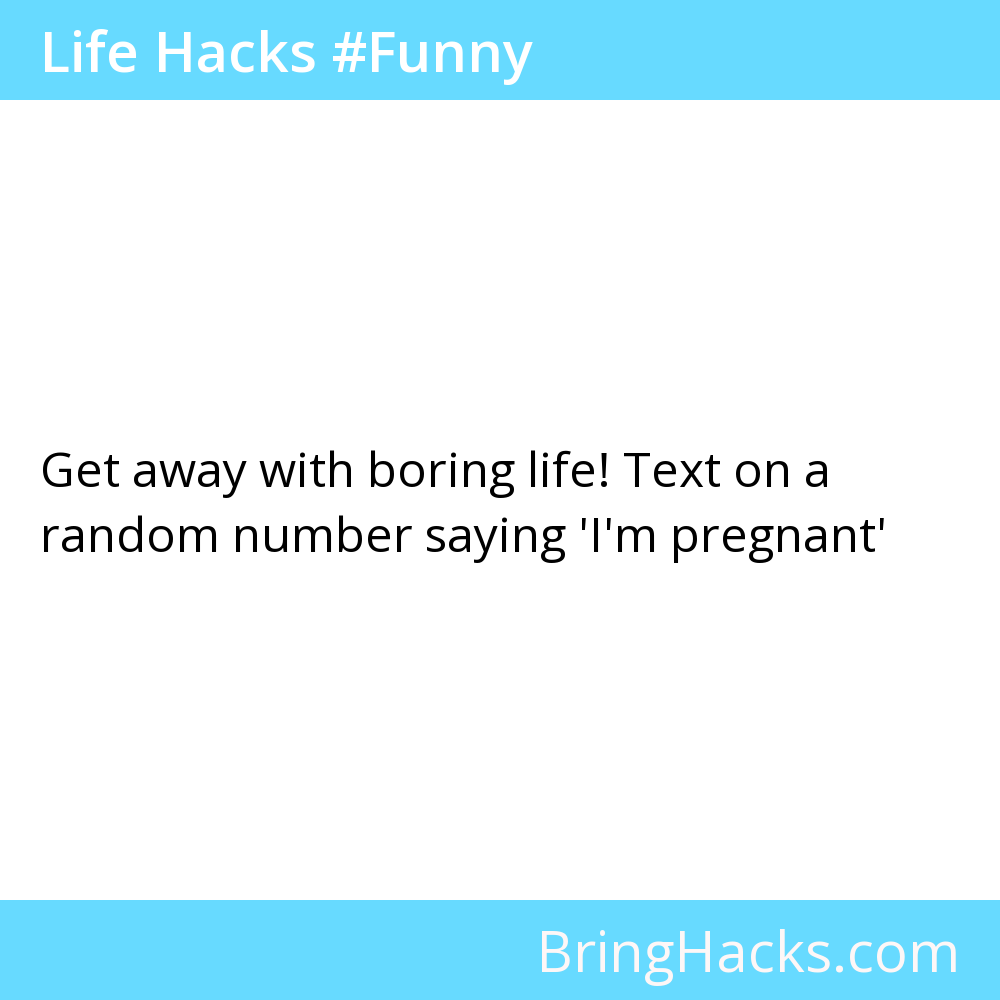 Life Hacks #Funny
Get away with boring life! Text on a
random number saying 'I'm pregnant'
BringHacks.com